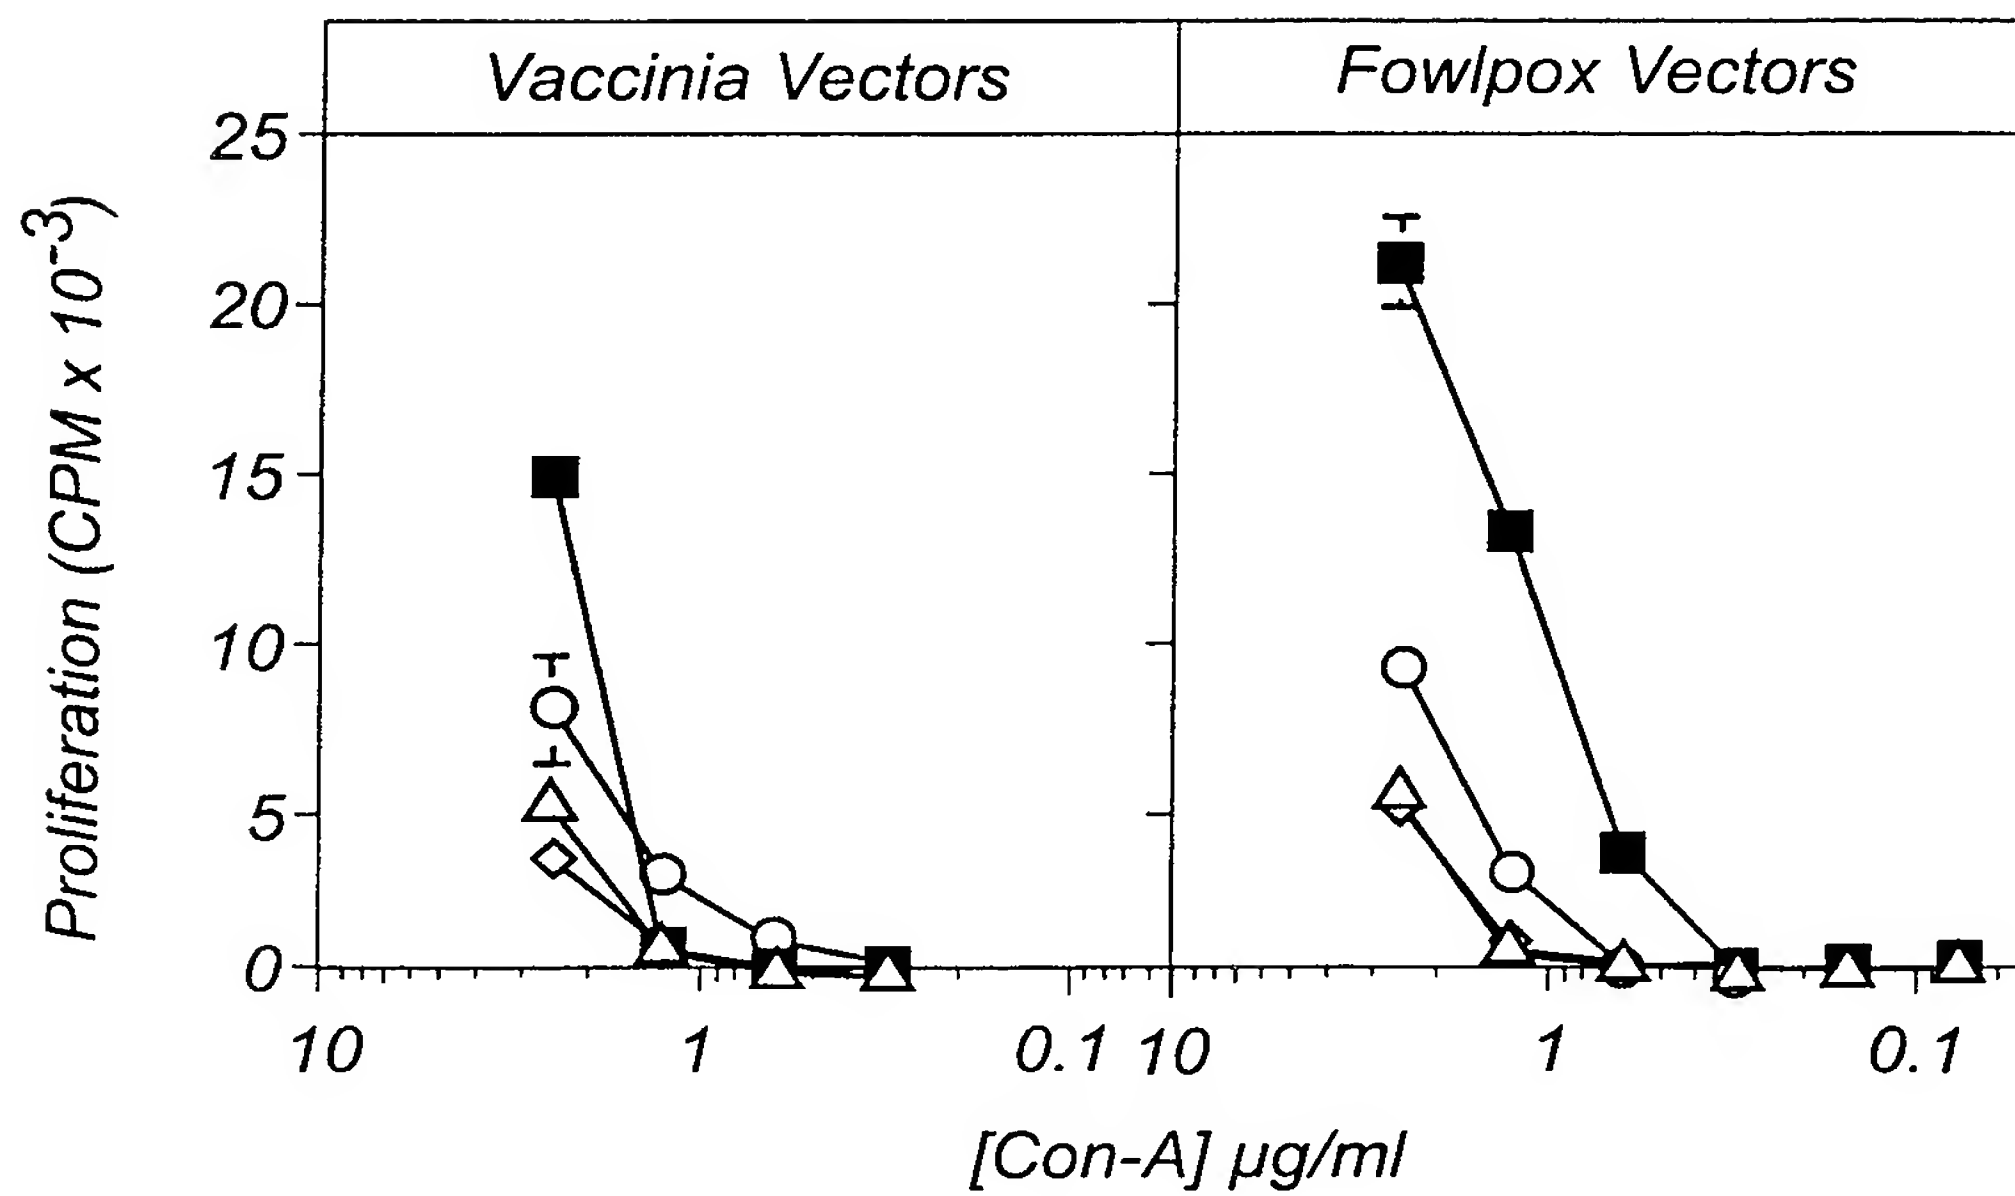 Vaccinia Vectors
Fowlpox Vectors
Proliferation (CPM x 10⁻³)
25
20
15
10
5
0
10 1 0.1 10 1 0.1
[Con-A] µg/ml